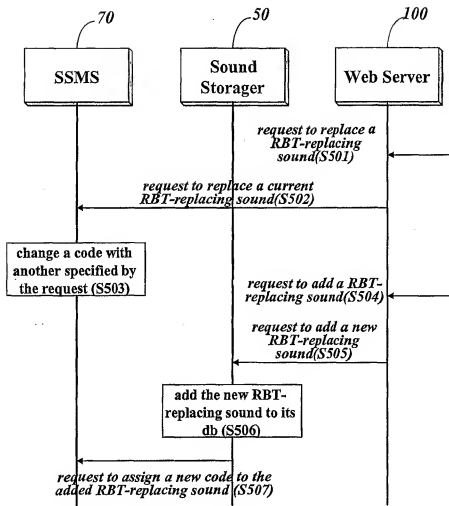 70
50
100
SSMS
Sound
Storager
Web Server
request to replace a
RBT-replacing
sound(S501)
request to replace a current
RBT-replacing sound(S502)
change a code with
another specified by
the request (S503)
request to add a RBT-
replacing sound(S504)
request to add a new
RBT-replacing
sound(S505)
add the new RBT-
replacing sound to its
db (S506)
request to assign a new code to the
added RBT-replacing sound (S507)